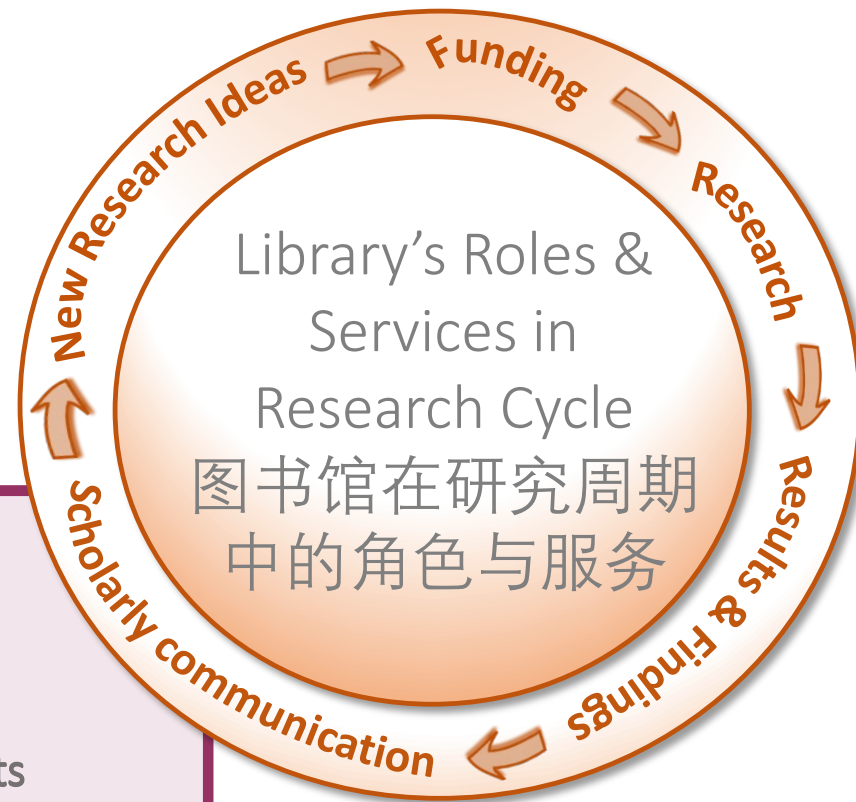 New Research Ideas
Funding
Research
Results & Findings
Scholarly communication
Library’s Roles &
Services in
Research Cycle
图书馆在研究周期
中的角色与服务
ts